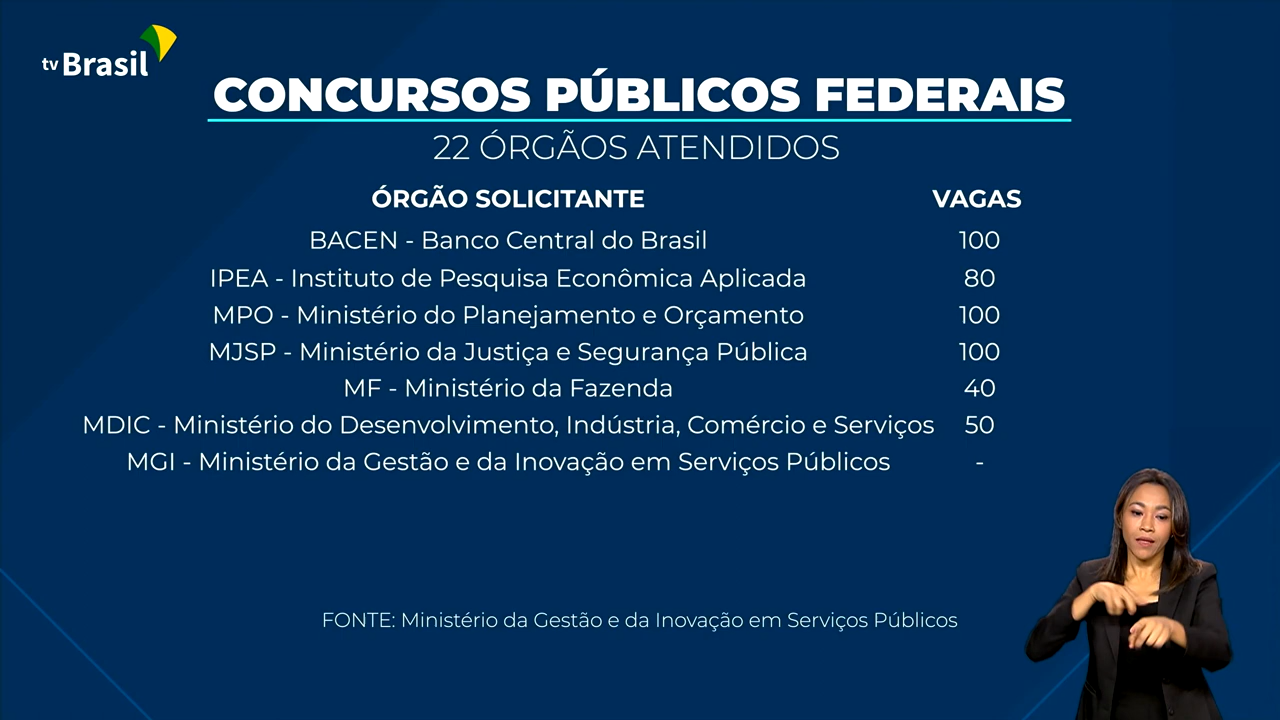 tv Brasil
CONCURSOS PÚBLICOS FEDERAIS
22 ÓRGÃOS ATENDIDOS
ÓRGÃO SOLICITANTE VAGAS
BACEN - Banco Central do Brasil 100
IPEA - Instituto de Pesquisa Econômica Aplicada 80
MPO - Ministério do Planejamento e Orçamento 100
MJSP - Ministério da Justiça e Segurança Pública 100
MF - Ministério da Fazenda 40
MDIC - Ministério do Desenvolvimento, Indústria, Comércio e Serviços 50
MGI - Ministério da Gestão e da Inovação em Serviços Públicos -
FONTE: Ministério da Gestão e da Inovação em Serviços Públicos